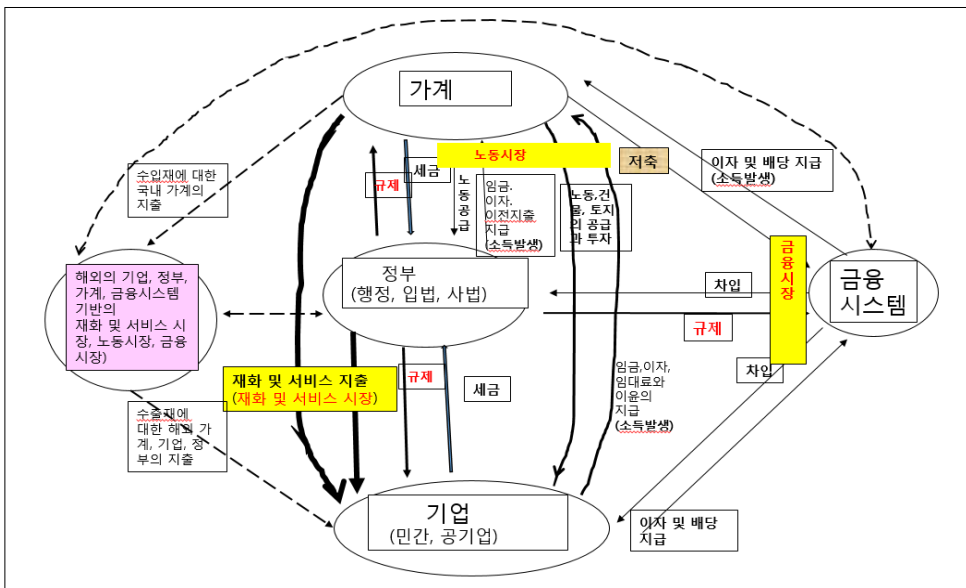 가계
노동시장
저축
이자 및 배당 지급
(소득발생)
수입재에 대한
국내 가계의
지출
규제
세금
노
동
공
급
임금.
이자.
이전지출
지급
(소득발생)
노동,건
물, 토지
의 공급
과 투자
금
융
시
장
해외의 기업, 정부,
가계, 금융시스템
기반의
재화 및 서비스 시
장, 노동시장, 금융
시장)
정부
(행정, 입법, 사법)
차입
금융
시스템
규제
차입
재화 및 서비스 지출
(재화 및 서비스 시장)
규제
세금
임금,이자,
임대료와
이윤의
지급
(소득발생)
수출재에
대한 해외 가
계, 기업, 정
부의 지출
기업
(민간, 공기업)
이자 및 배당
지급